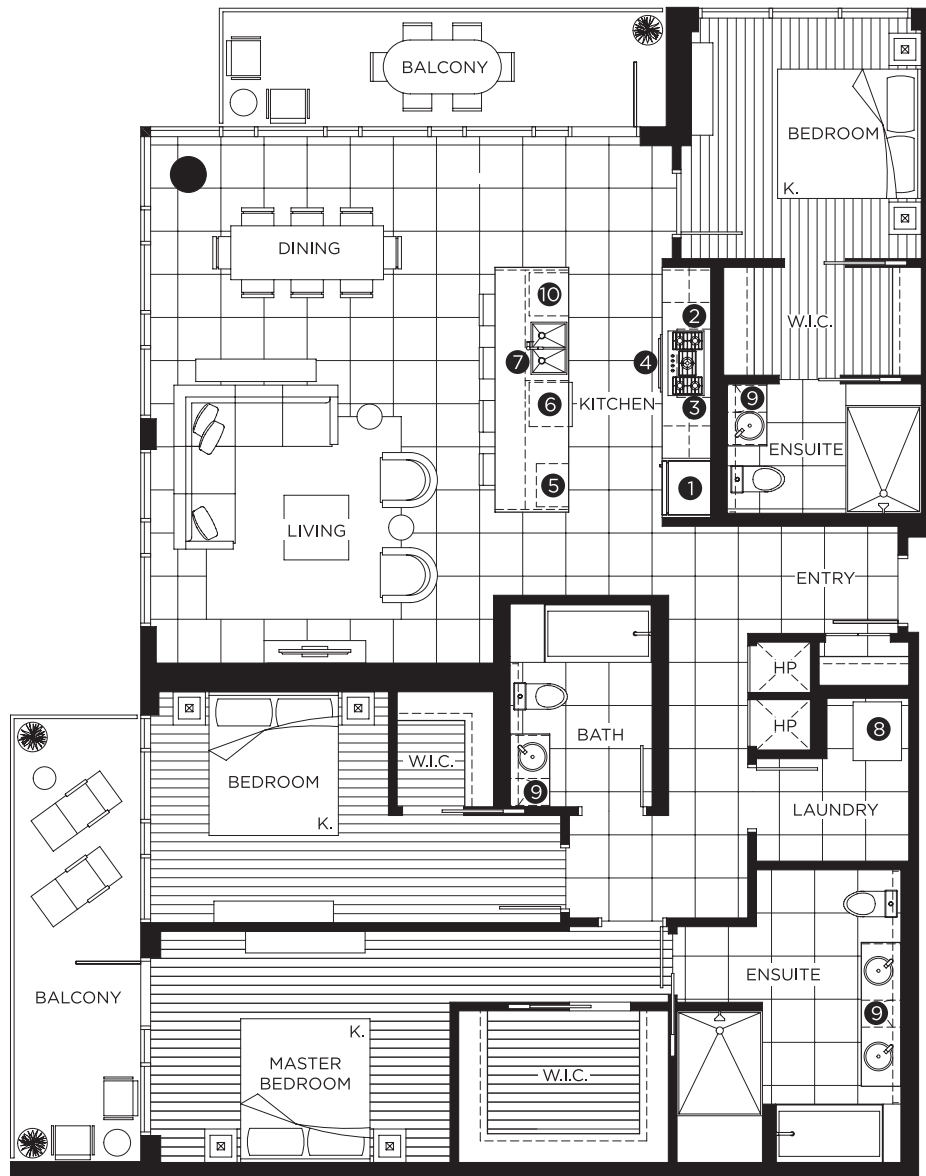 BALCONY
BEDROOM
K.
DINING
10
2
W.I.C.
7
4
9
6
KITCHEN
3
ENSUITE
5
1
LIVING
ENTRY
HP
HP
8
BATH
W.I.C.
BEDROOM
K.
9
LAUNDRY
ENSUITE
BALCONY
9
K.
MASTER
BEDROOM
W.I.C.